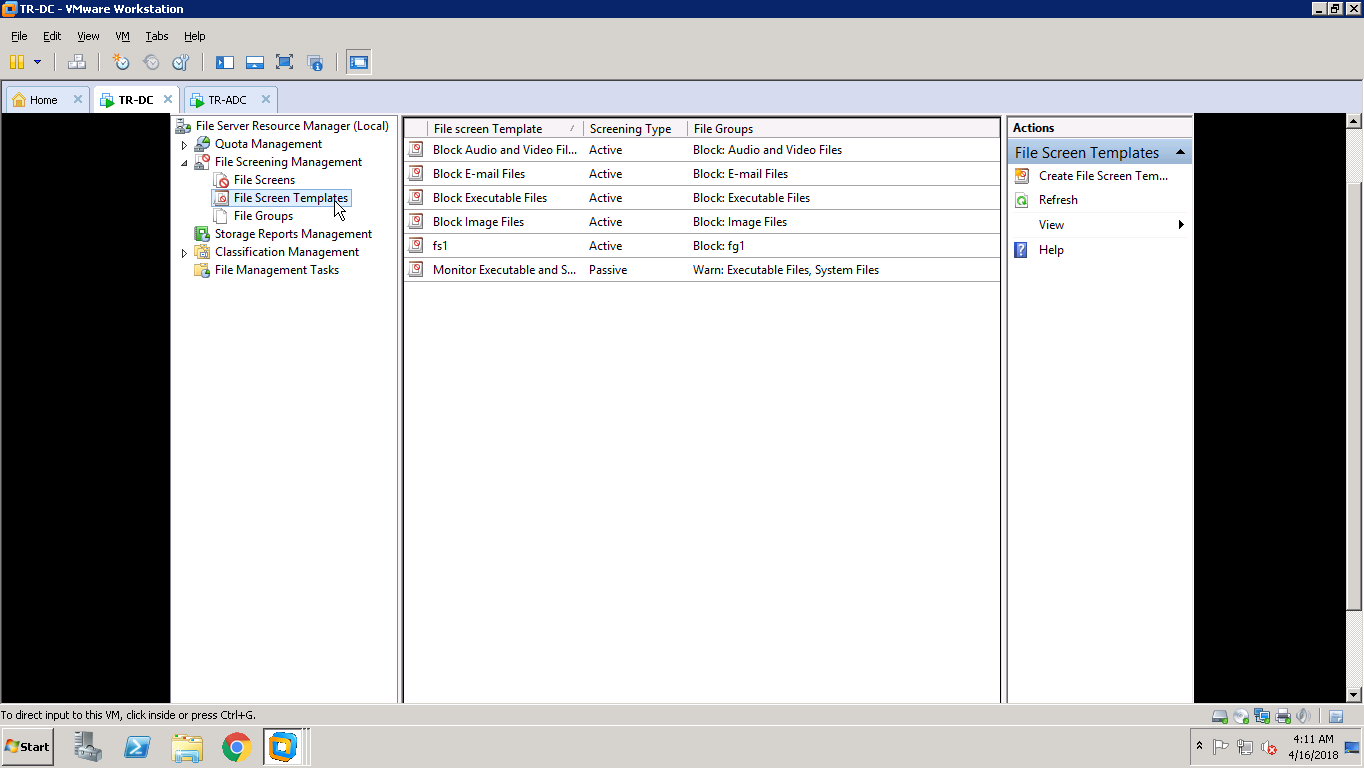 TR-DC - VMware Workstation
File Edit View VM Tabs Help
Home TR-DC TR-ADC
File Server Resource Manager (Local)
Quota Management
File Screening Management
File Screens
File Screen Templates
File Groups
Storage Reports Management
Classification Management
File Management Tasks
File screen Template Screening Type File Groups
Block Audio and Video Fil... Active Block: Audio and Video Files
Block E-mail Files Active Block: E-mail Files
Block Executable Files Active Block: Executable Files
Block Image Files Active Block: Image Files
fs1 Active Block: fg1
Monitor Executable and S... Passive Warn: Executable Files, System Files
Actions
File Screen Templates
Create File Screen Tem...
Refresh
View
Help
To direct input to this VM, click inside or press Ctrl+G.
Start
4:11 AM
4/16/2018